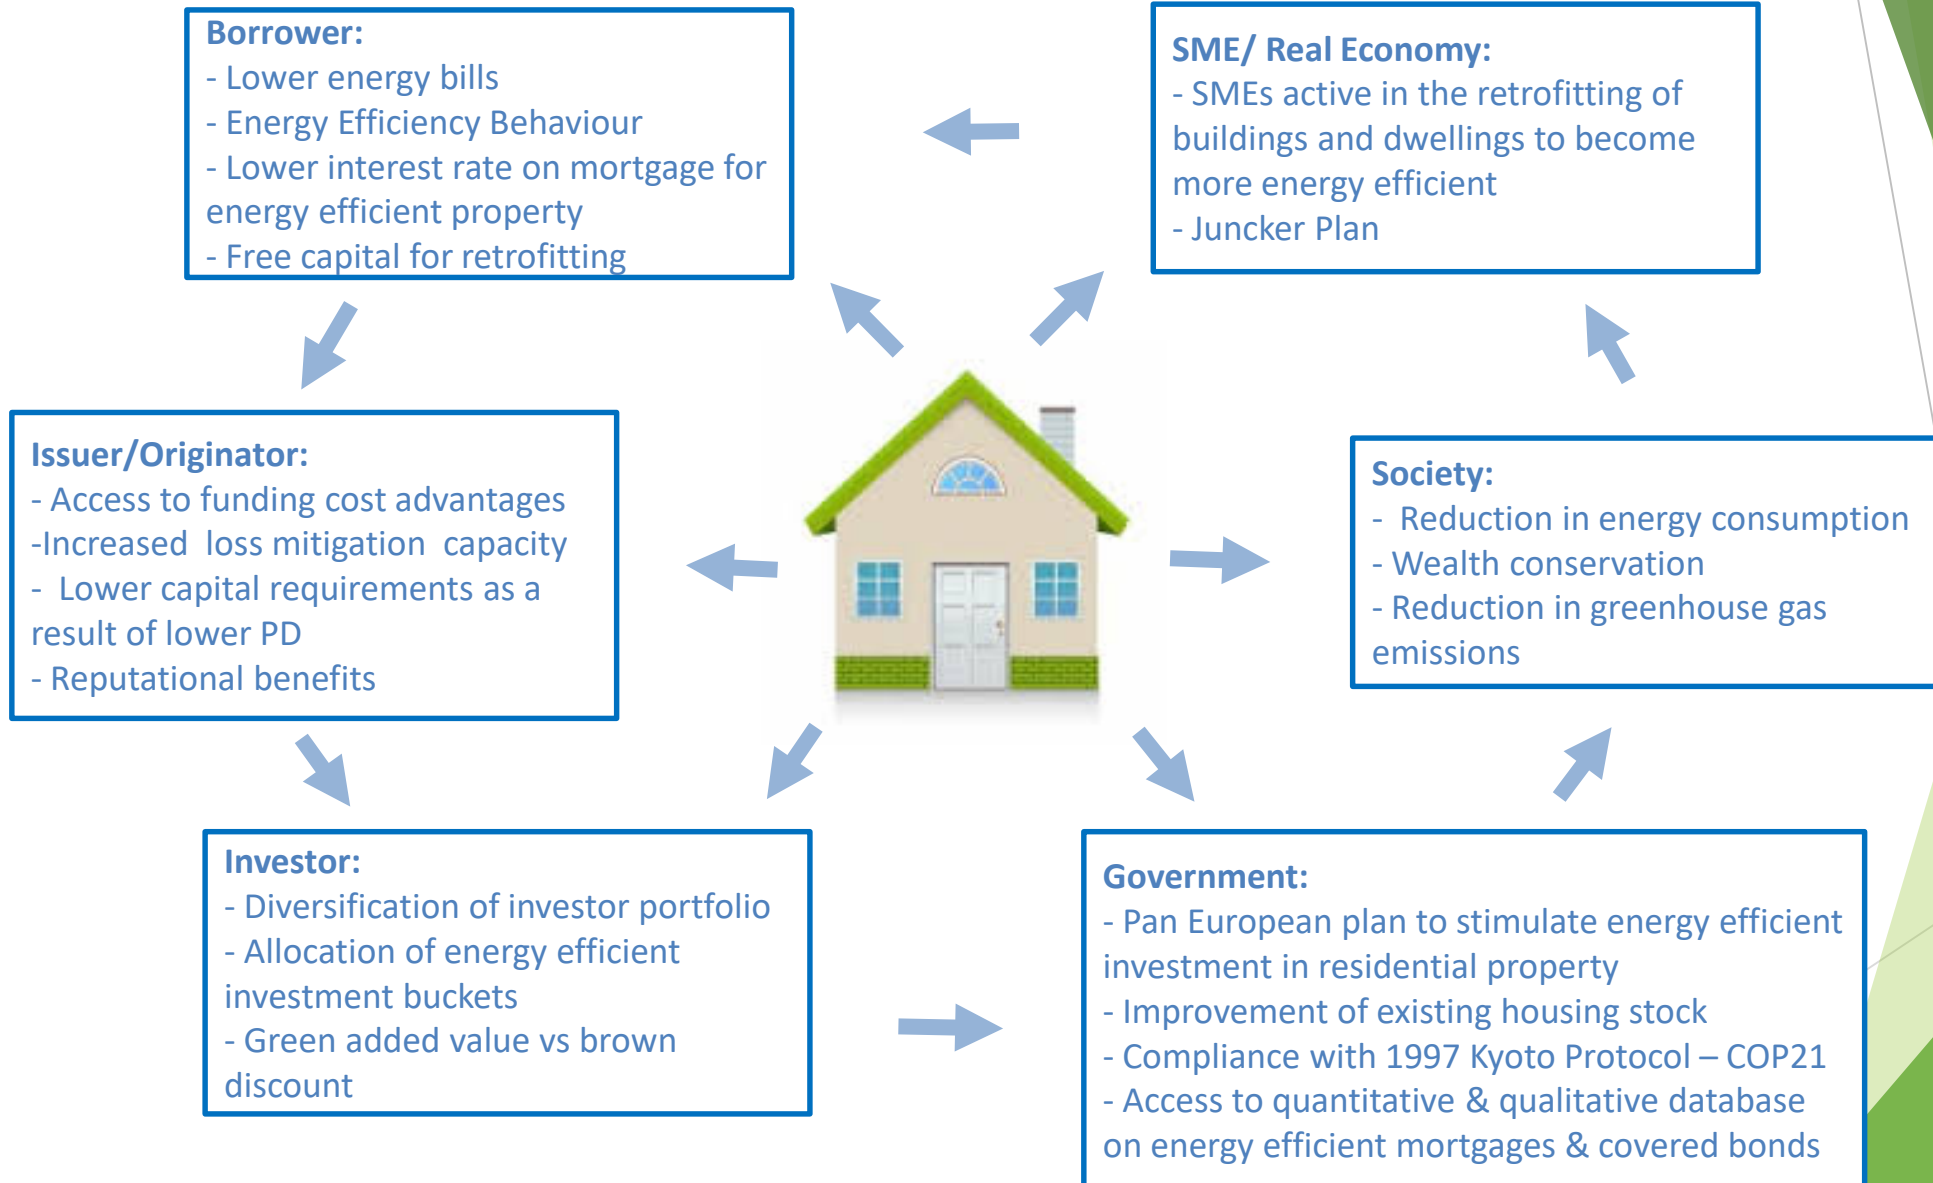 Borrower:
- Lower energy bills
- Energy Efficiency Behaviour
- Lower interest rate on mortgage for
energy efficient property
- Free capital for retrofitting
SME/ Real Economy:
- SMEs active in the retrofitting of
buildings and dwellings to become
more energy efficient
- Juncker Plan
Issuer/Originator:
- Access to funding cost advantages
-Increased loss mitigation capacity
- Lower capital requirements as a
result of lower PD
- Reputational benefits
Society:
- Reduction in energy consumption
- Wealth conservation
- Reduction in greenhouse gas
emissions
Investor:
- Diversification of investor portfolio
- Allocation of energy efficient
investment buckets
- Green added value vs brown
discount
Government:
- Pan European plan to stimulate energy efficient
investment in residential property
- Improvement of existing housing stock
- Compliance with 1997 Kyoto Protocol – COP21
- Access to quantitative & qualitative database
on energy efficient mortgages & covered bonds